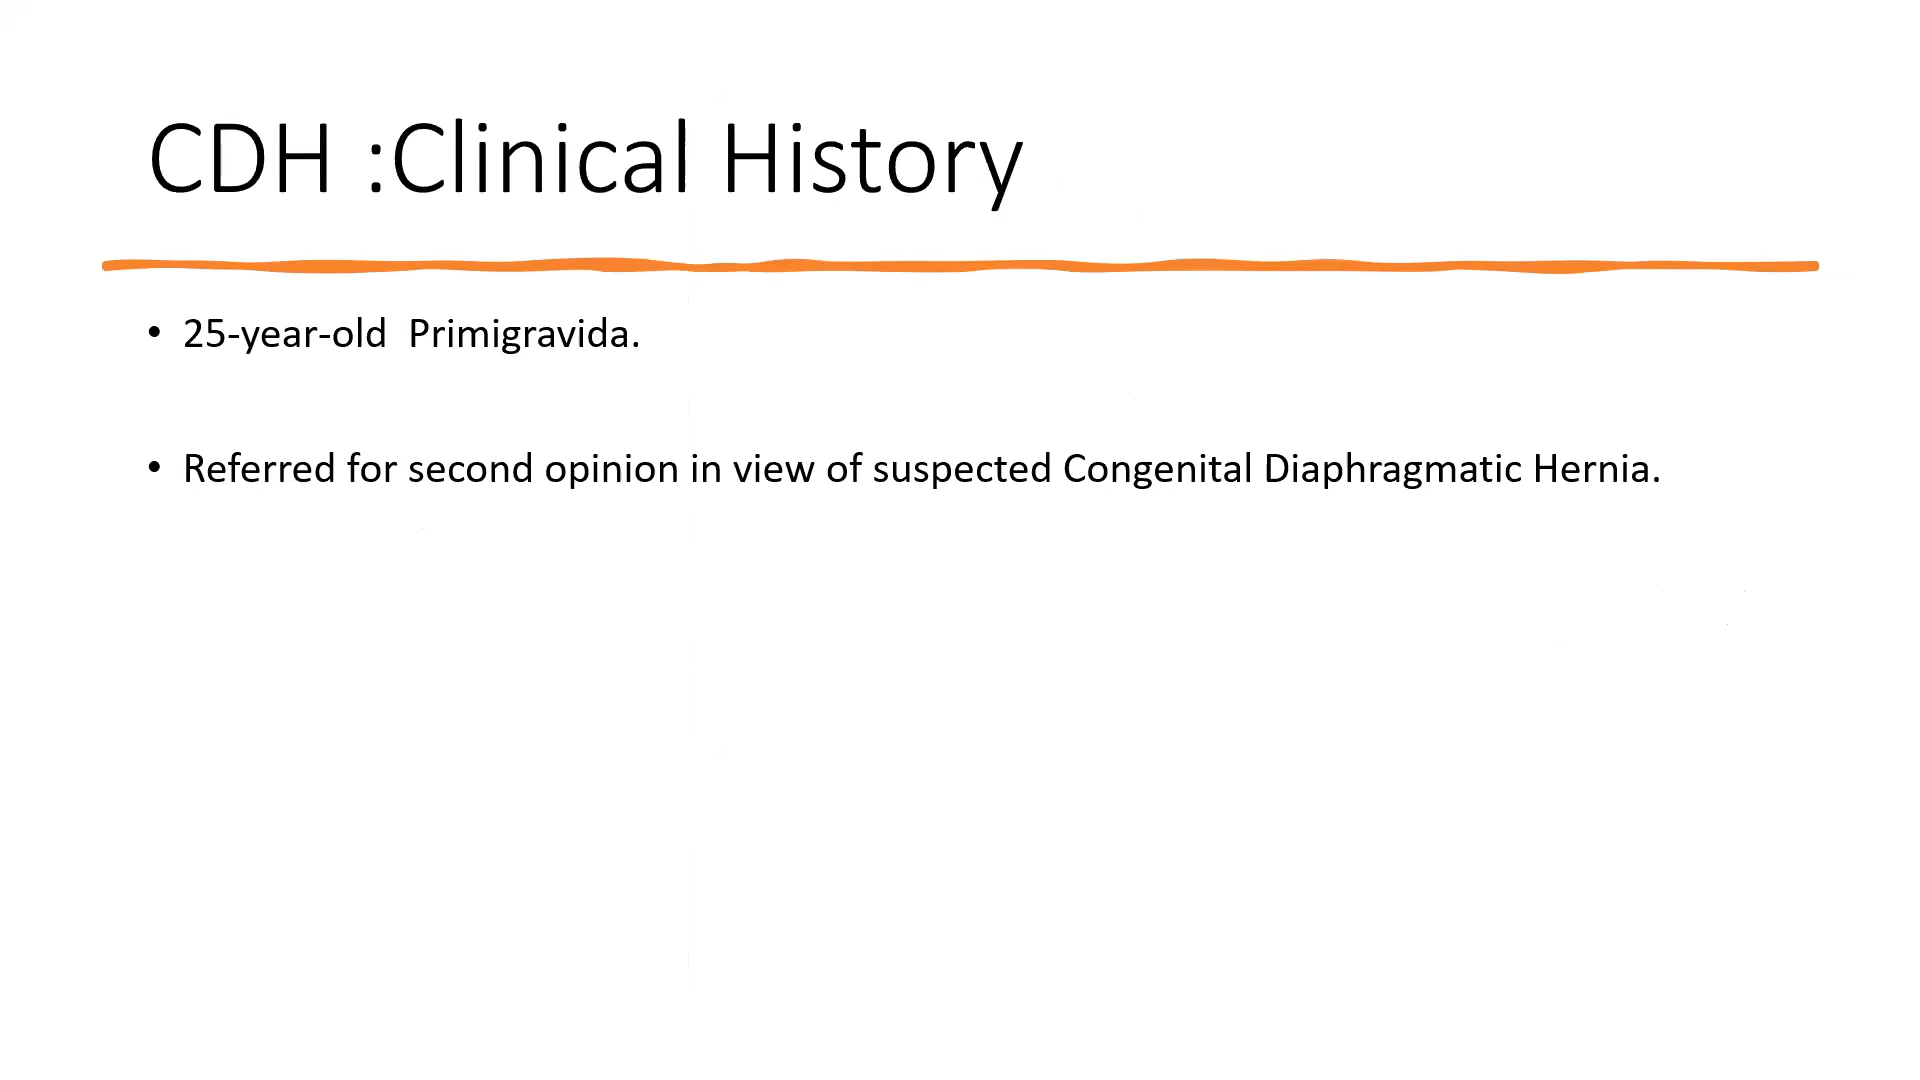 CDH :Clinical History
• 25-year-old  Primigravida.
• Referred for second opinion in view of suspected Congenital Diaphragmatic Hernia.